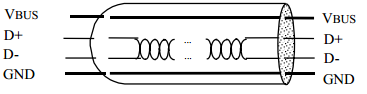 VBUS VBUS
D+ ... ... D+
D- D-
GND GND